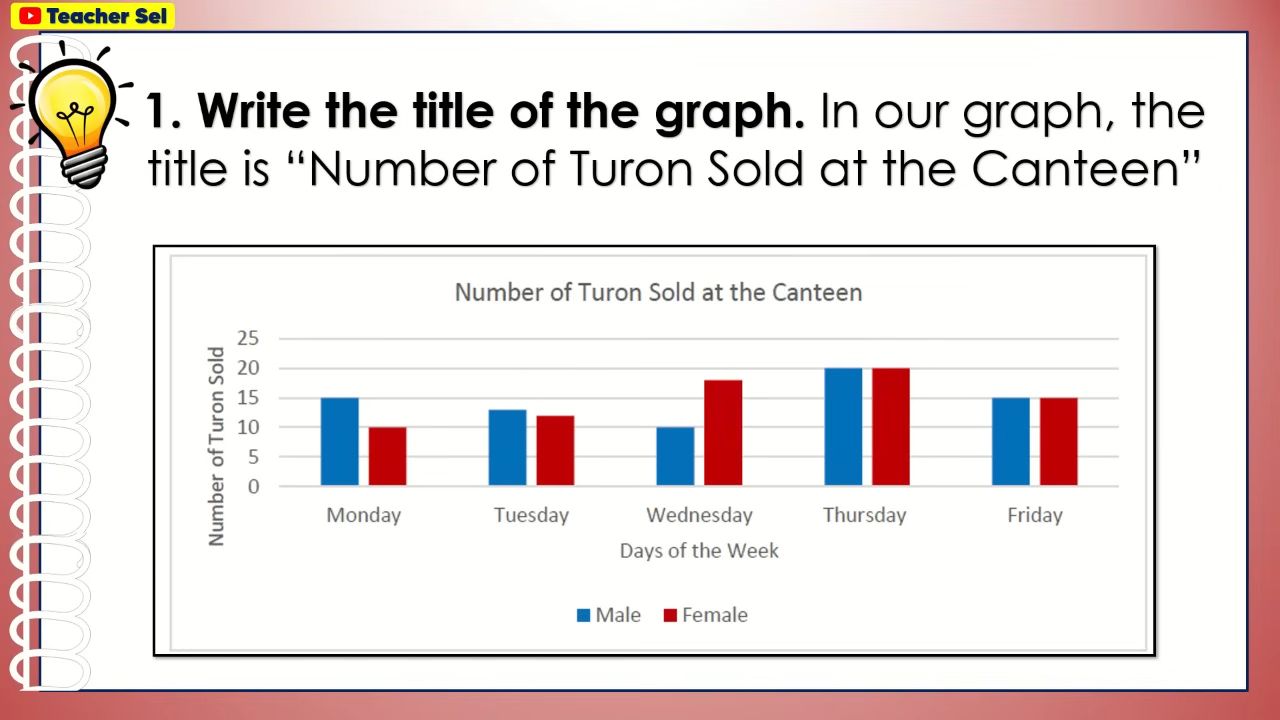 Teacher Sel
1. Write the title of the graph. In our graph, the
title is “Number of Turon Sold at the Canteen”
Number of Turon Sold at the Canteen
Number of Turon Sold
25
20
15
10
5
0
Monday Tuesday Wednesday Thursday Friday
Days of the Week
Male Female